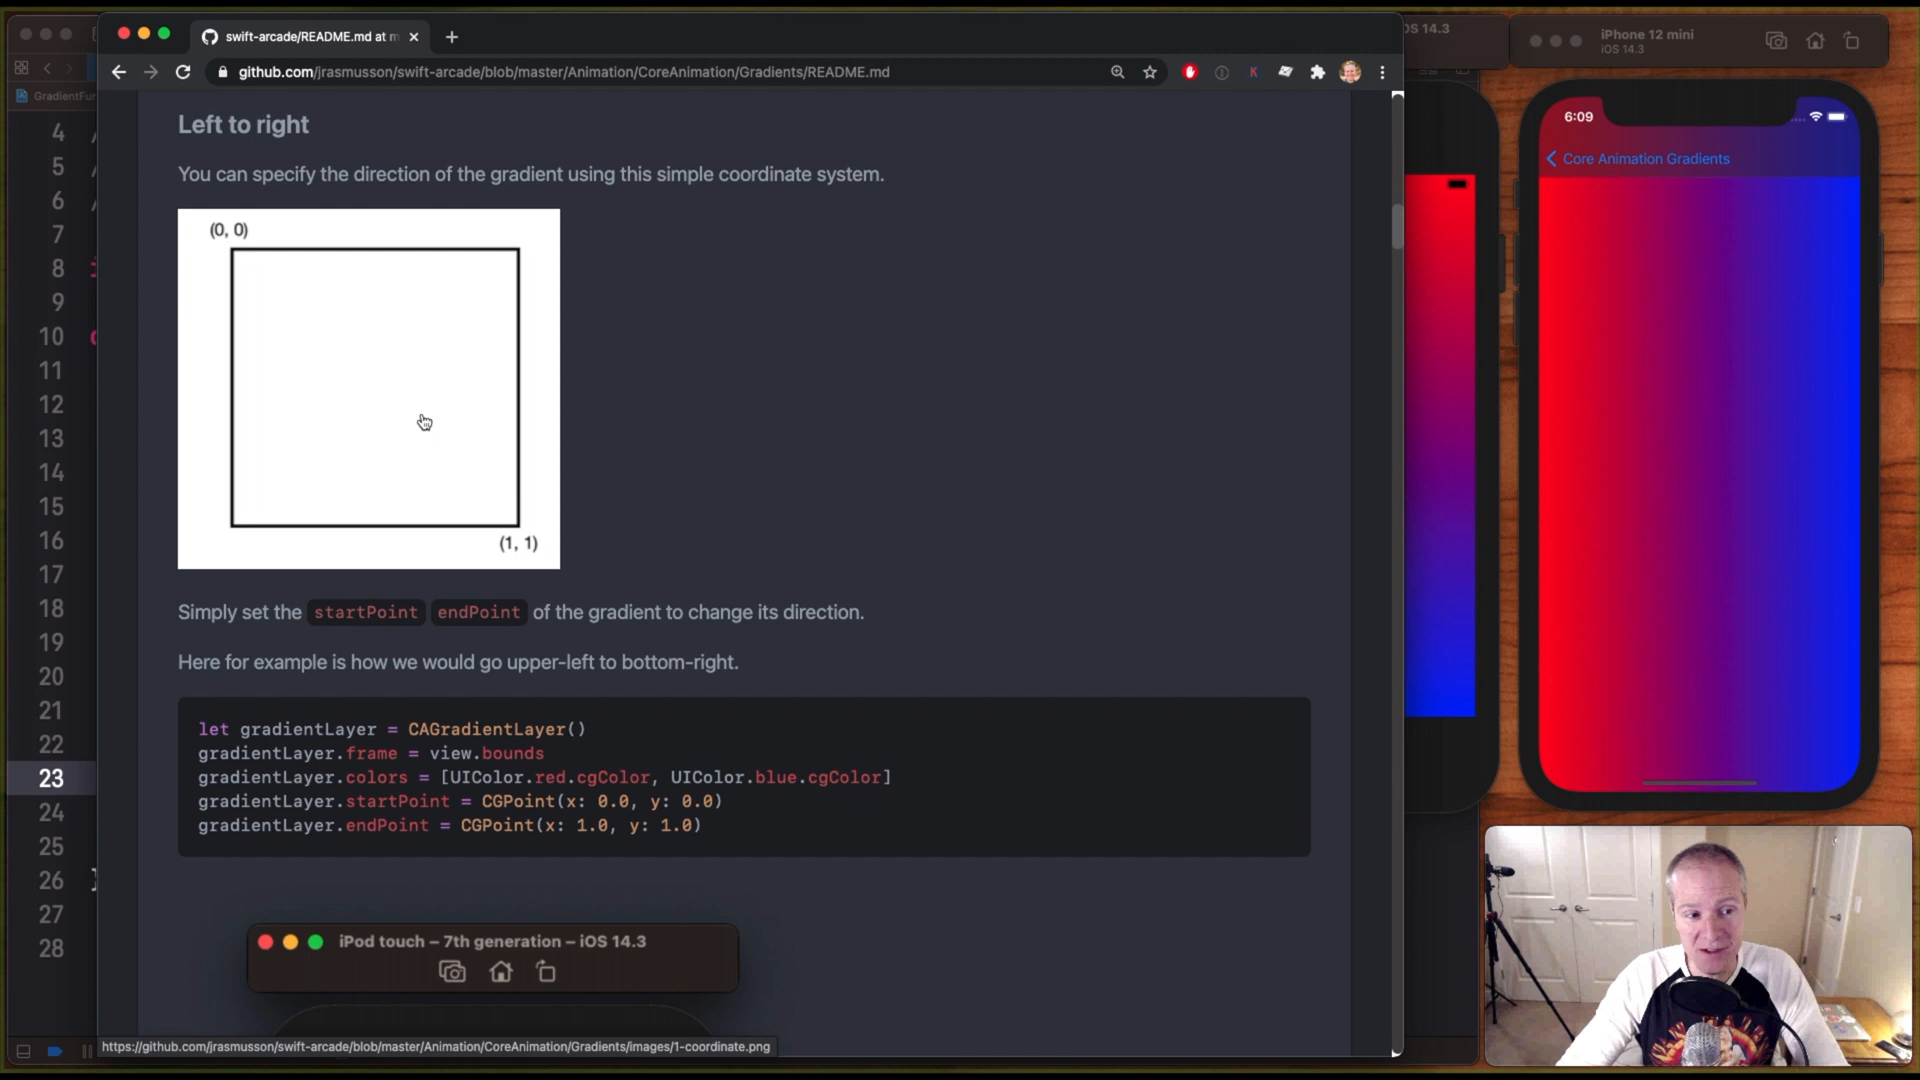 swift-arcade/README.md at m
github.com/jrasmusson/swift-arcade/blob/master/Animation/CoreAnimation/Gradients/README.md
GradientFun
4
5
6
7
8
9
10
11
12
13
14
15
16
17
18
19
20
21
22
23
24
25
26
27
28
Left to right
You can specify the direction of the gradient using this simple coordinate system.
(0, 0)
(1, 1)
Simply set the startPoint endPoint of the gradient to change its direction.
Here for example is how we would go upper-left to bottom-right.
let gradientLayer = CAGradientLayer()
gradientLayer.frame = view.bounds
gradientLayer.colors = [UIColor.red.cgColor, UIColor.blue.cgColor]
gradientLayer.startPoint = CGPoint(x: 0.0, y: 0.0)
gradientLayer.endPoint = CGPoint(x: 1.0, y: 1.0)
iPod touch – 7th generation – iOS 14.3
https://github.com/jrasmusson/swift-arcade/blob/master/Animation/CoreAnimation/Gradients/images/1-coordinate.png
OS 14.3
iPhone 12 mini
iOS 14.3
6:09
Core Animation Gradients